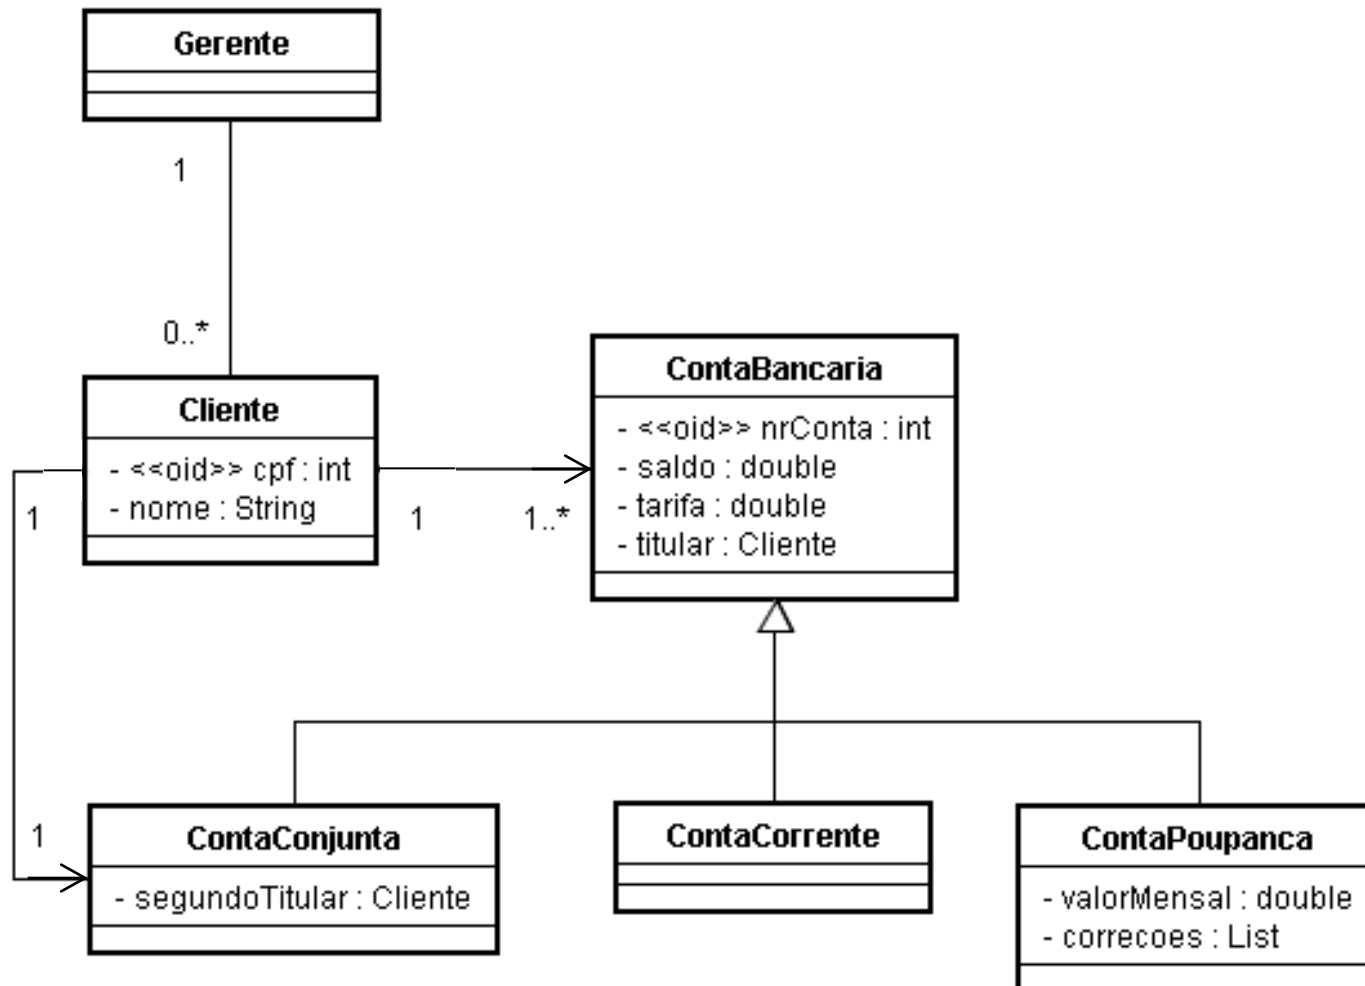 Gerente
1
0..*
Cliente
- <<oid>> cpf : int
- nome : String
1
1
1..*
ContaBancaria
- <<oid>> nrConta : int
- saldo : double
- tarifa : double
- titular : Cliente
1
ContaConjunta
- segundoTitular : Cliente
ContaCorrente
ContaPoupanca
- valorMensal : double
- correcoes : List